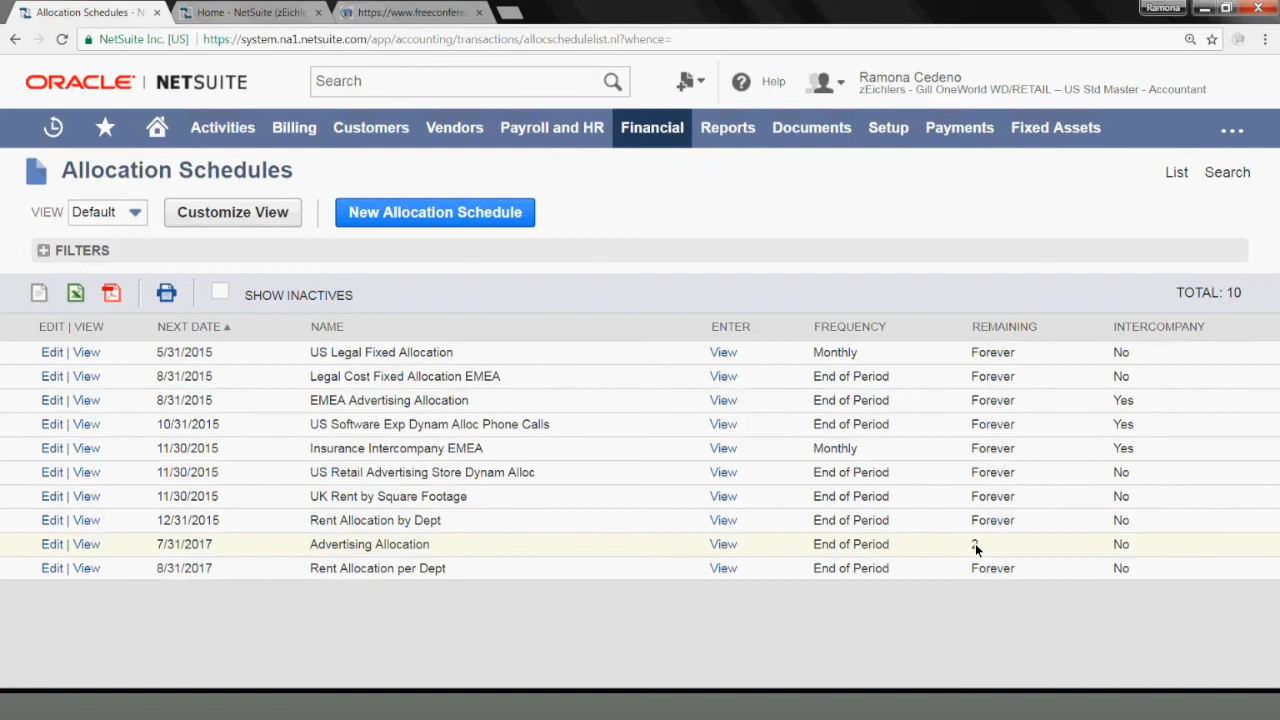 Allocation Schedules - N
Home - NetSuite (zEichl
https://www.freeconfere
Ramona
NetSuite Inc. [US]
https://system.na1.netsuite.com/app/accounting/transactions/allocschedulelist.nl?whence=
ORACLE | NETSUITE
Search
Help
Ramona Cedeno
zEichlers - Gill OneWorld WD/RETAIL – US Std Master - Accountant
Activities Billing Customers Vendors Payroll and HR Financial Reports Documents Setup Payments Fixed Assets
Allocation Schedules
List Search
VIEW Default Customize View New Allocation Schedule
FILTERS
SHOW INACTIVES TOTAL: 10
EDIT | VIEW NEXT DATE ▲ NAME ENTER FREQUENCY REMAINING INTERCOMPANY
Edit | View 5/31/2015 US Legal Fixed Allocation View Monthly Forever No
Edit | View 8/31/2015 Legal Cost Fixed Allocation EMEA View End of Period Forever No
Edit | View 8/31/2015 EMEA Advertising Allocation View End of Period Forever Yes
Edit | View 10/31/2015 US Software Exp Dynam Alloc Phone Calls View End of Period Forever Yes
Edit | View 11/30/2015 Insurance Intercompany EMEA View Monthly Forever Yes
Edit | View 11/30/2015 US Retail Advertising Store Dynam Alloc View End of Period Forever No
Edit | View 11/30/2015 UK Rent by Square Footage View End of Period Forever No
Edit | View 12/31/2015 Rent Allocation by Dept View End of Period Forever No
Edit | View 7/31/2017 Advertising Allocation View End of Period No
Edit | View 8/31/2017 Rent Allocation per Dept View End of Period Forever No